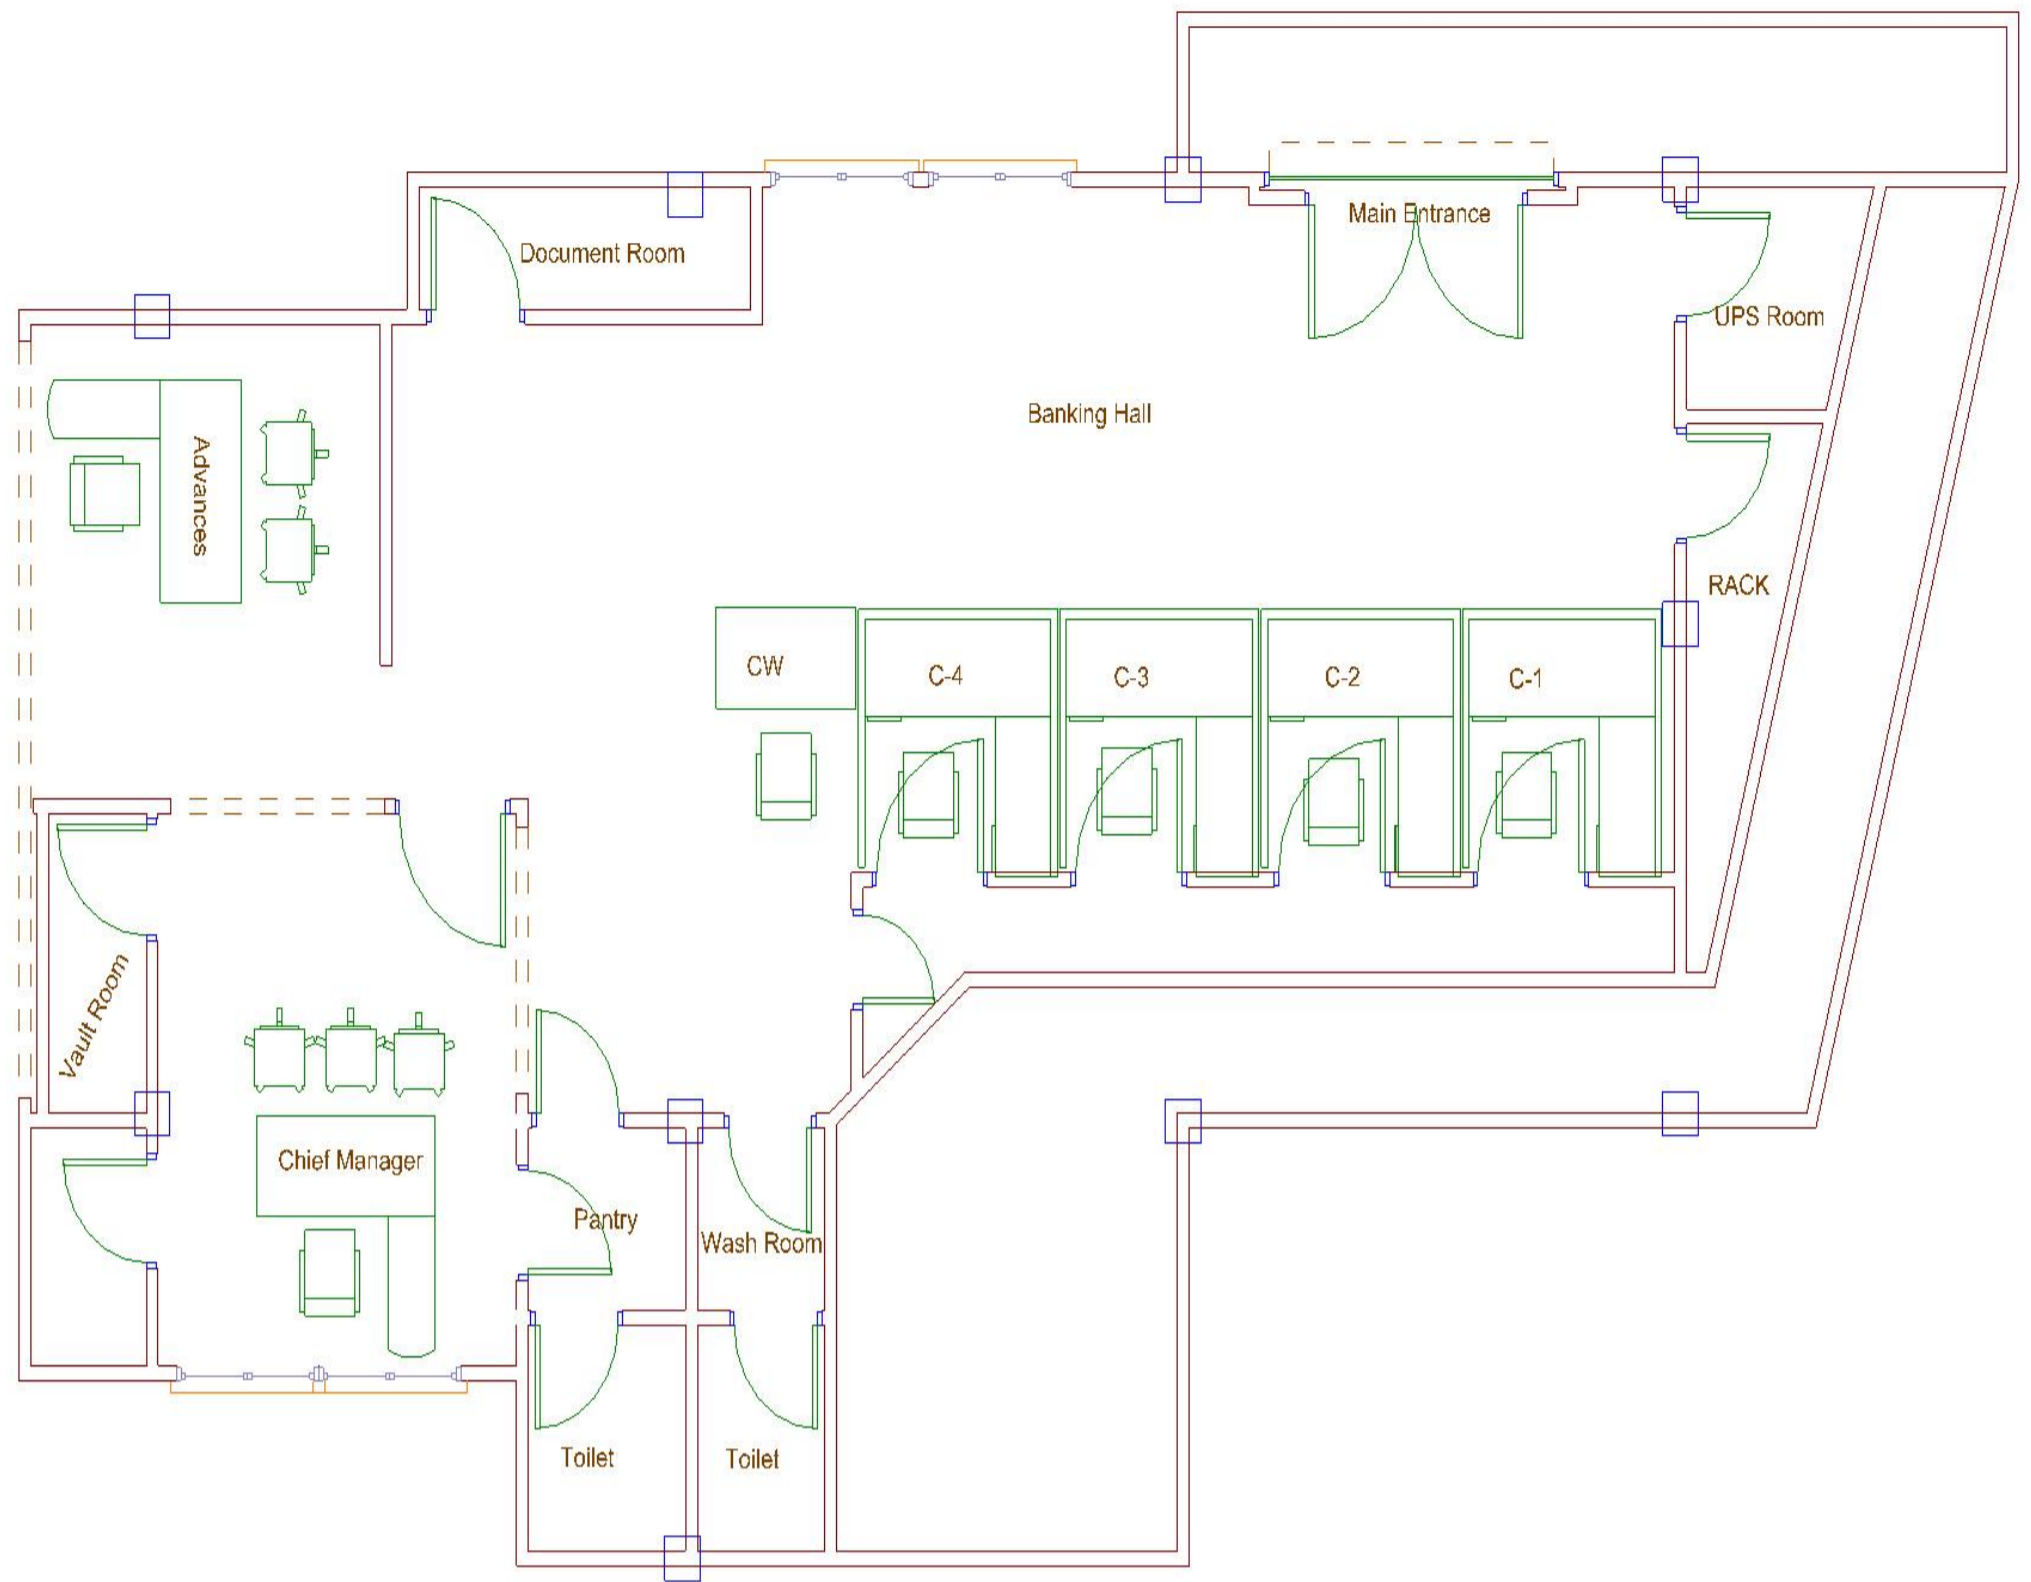 Main Entrance
Document Room
UPS Room
Banking Hall
Advances
RACK
CW
C-4
C-3
C-2
C-1
Vault Room
Chief Manager
Pantry
Wash Room
Toilet
Toilet